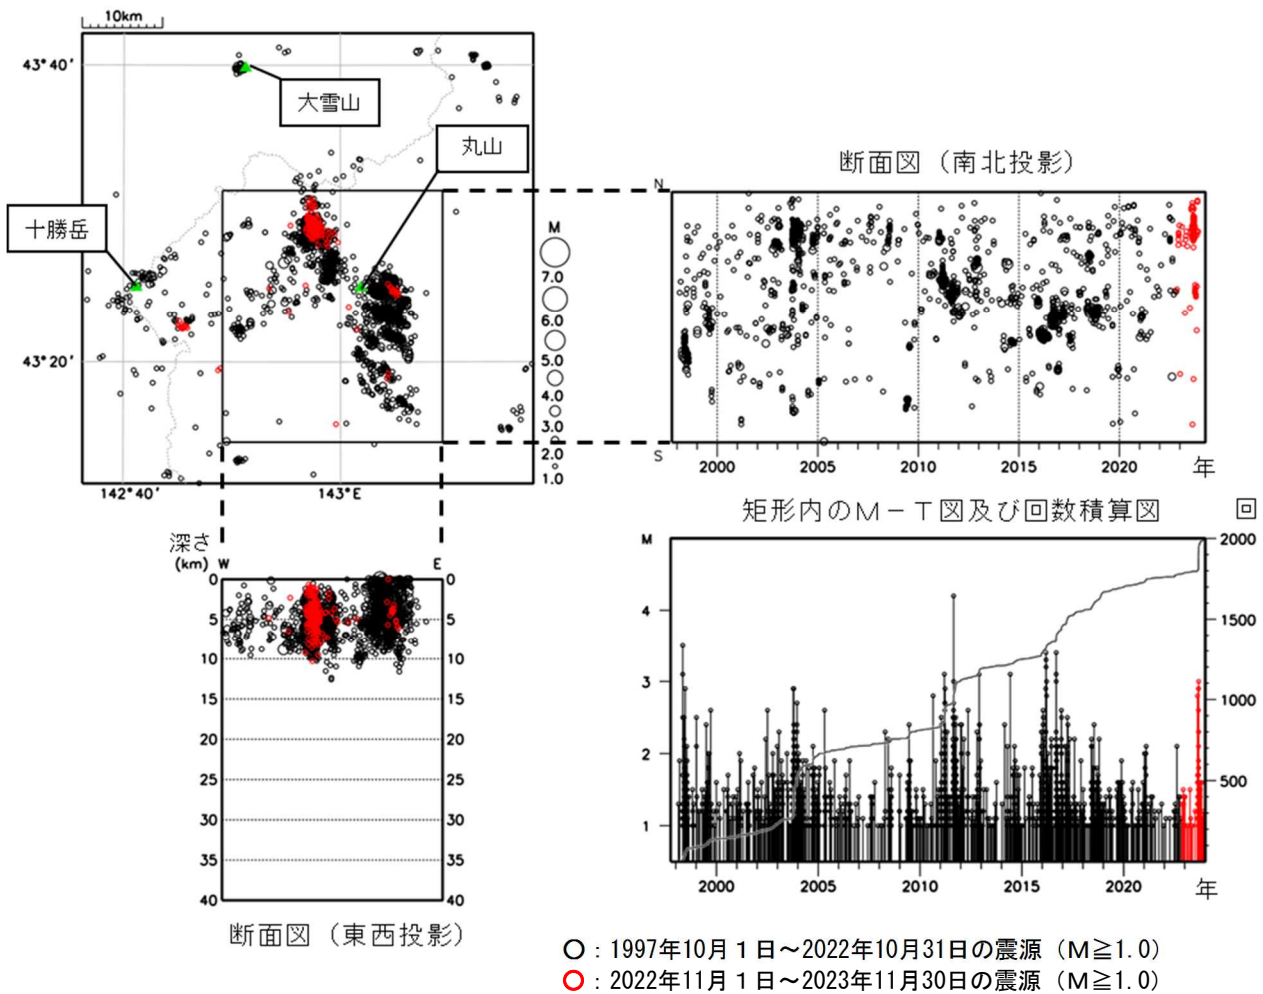 10km
43°40′
大雪山
丸山
十勝岳
43°20′
142°40′
143°E
M
7.0
6.0
5.0
4.0
3.0
2.0
1.0
断面図（南北投影）
N
S
2000
2005
2010
2015
2020
年
矩形内のＭ－Ｔ図及び回数積算図
回
M
4
3
2
1
2000
1500
1000
500
2000
2005
2010
2015
2020
年
深さ
(km)
W
E
0
5
10
15
20
25
30
35
40
0
5
10
15
20
25
30
35
40
断面図（東西投影）
○：1997年10月１日～2022年10月31日の震源（Ｍ≧1.0）
○：2022年11月１日～2023年11月30日の震源（Ｍ≧1.0）